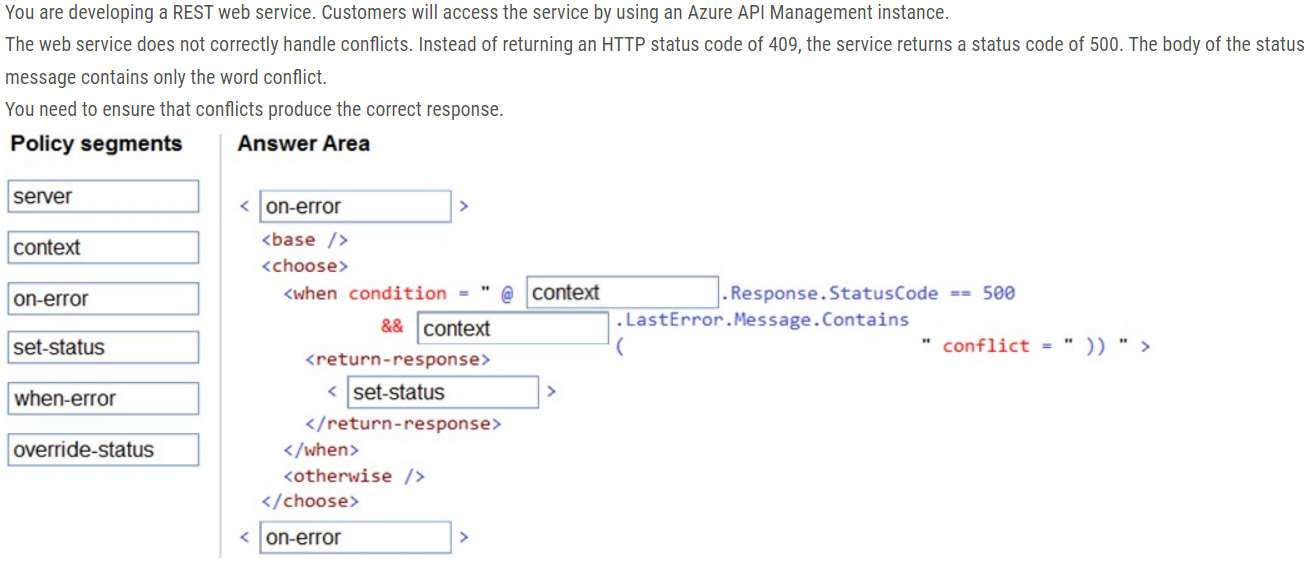 You are developing a REST web service. Customers will access the service by using an Azure API Management instance.
The web service does not correctly handle conflicts. Instead of returning an HTTP status code of 409, the service returns a status code of 500. The body of the status
message contains only the word conflict.
You need to ensure that conflicts produce the correct response.
Policy segments
server
context
on-error
set-status
when-error
override-status
Answer Area
< on-error >
<base />
<choose>
<when condition = " @ context .Response.StatusCode == 500
&& context .LastError.Message.Contains
( " conflict = " )) " >
<return-response>
< set-status >
</return-response>
</when>
<otherwise />
</choose>
< on-error >